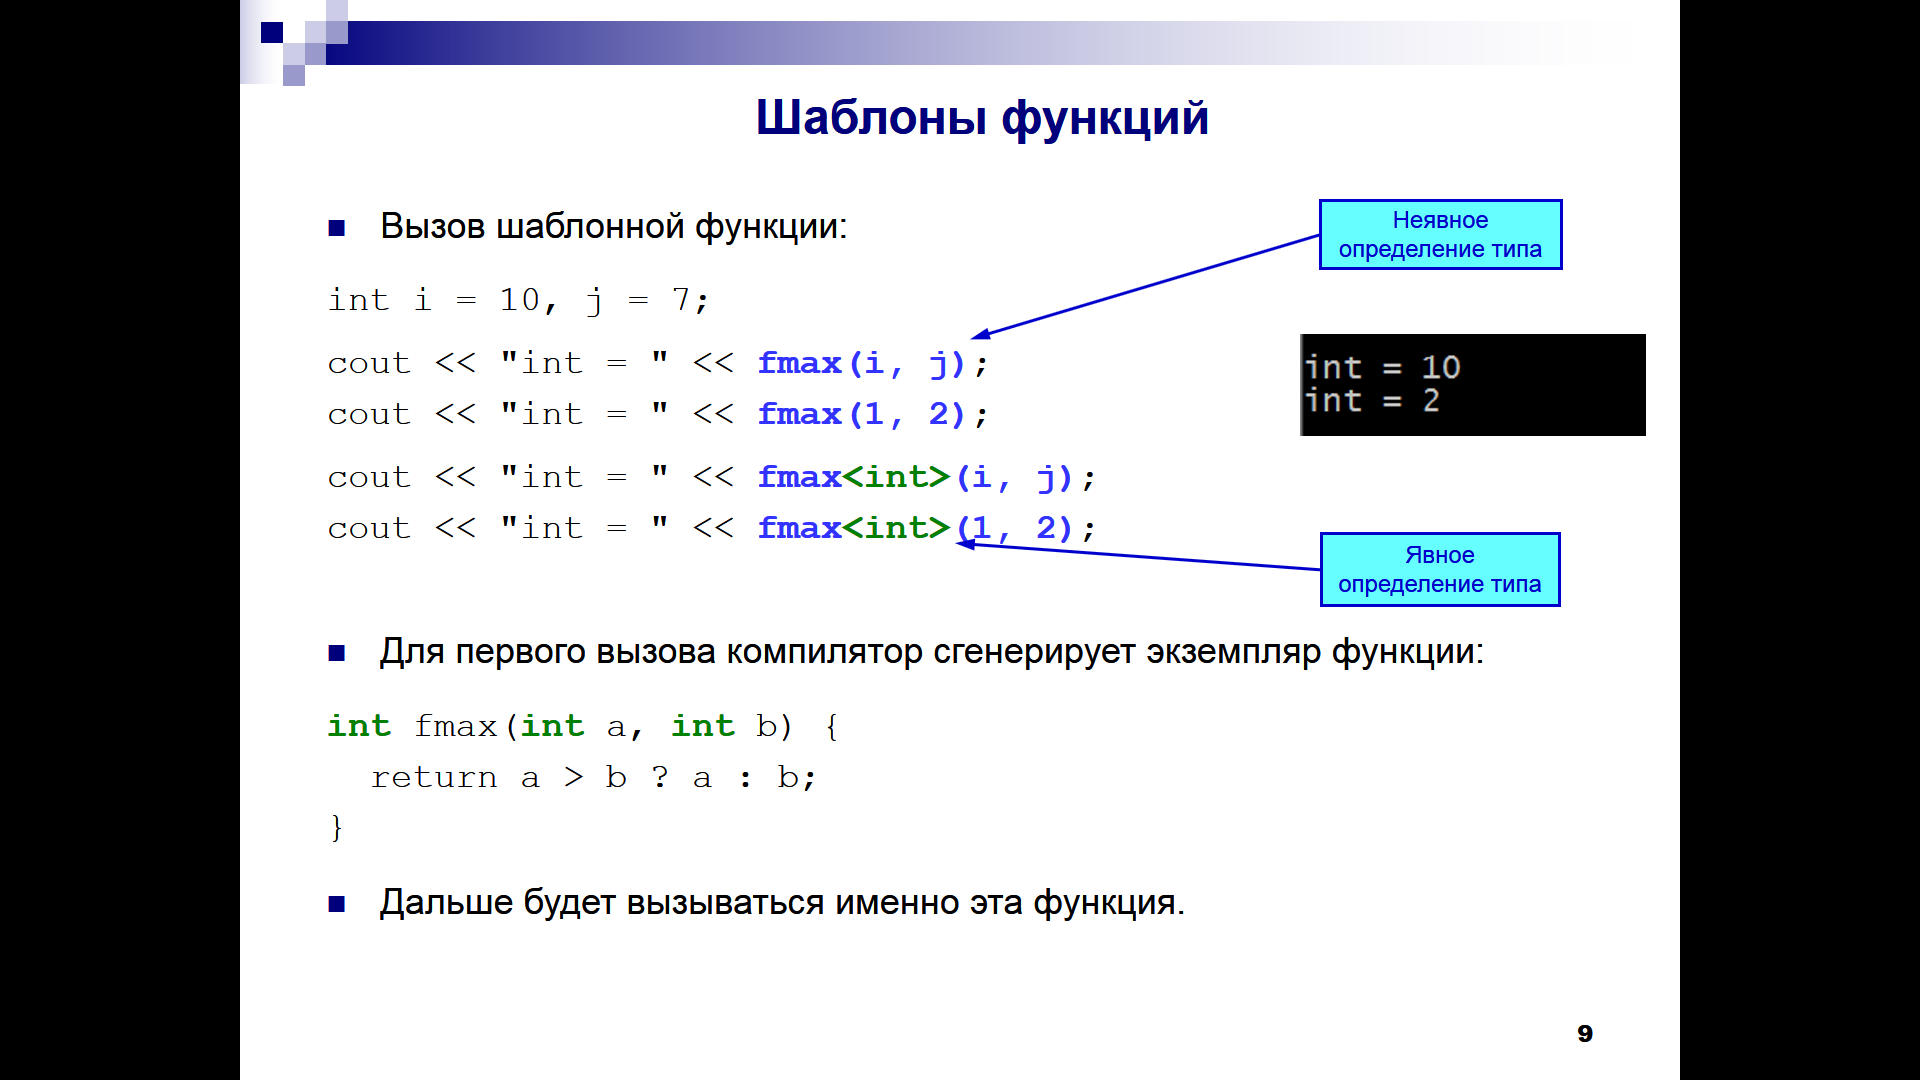 Шаблоны функций
Вызов шаблонной функции:
Неявное
определение типа
int i = 10, j = 7;
cout << "int = " << fmax(i, j);
cout << "int = " << fmax(1, 2);
int = 10
int = 2
cout << "int = " << fmax<int>(i, j);
cout << "int = " << fmax<int>(1, 2);
Явное
определение типа
Для первого вызова компилятор сгенерирует экземпляр функции:
int fmax(int a, int b) {
  return a > b ? a : b;
}
Дальше будет вызываться именно эта функция.
9